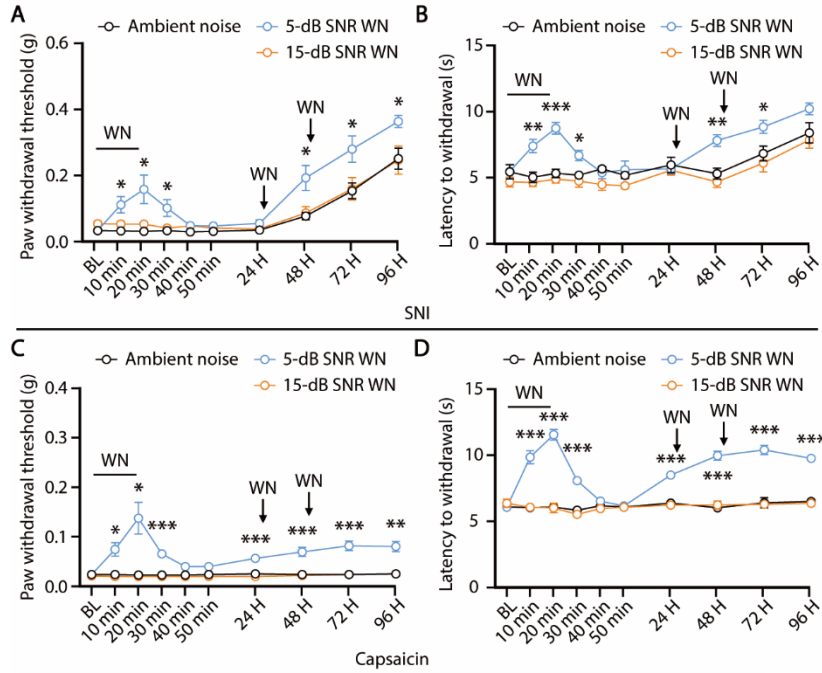 A
Ambient noise
5-dB SNR WN
15-dB SNR WN
Paw withdrawal threshold (g)
0.6
0.4
0.2
0.0
WN
*
*
*
WN
WN
*
*
*
BL
10 min
20 min
30 min
40 min
50 min
24 H
48 H
72 H
96 H
B
Ambient noise
5-dB SNR WN
15-dB SNR WN
Latency to withdrawal (s)
15
10
5
0
WN
**
***
*
WN
WN
**
*
BL
10 min
20 min
30 min
40 min
50 min
24 H
48 H
72 H
96 H
SNI
C
Ambient noise
5-dB SNR WN
15-dB SNR WN
Paw withdrawal threshold (g)
0.4
0.3
0.2
0.1
0.0
WN
*
*
***
WN
WN
***
***
***
**
BL
10 min
20 min
30 min
40 min
50 min
24 H
48 H
72 H
96 H
D
Ambient noise
5-dB SNR WN
15-dB SNR WN
Latency to withdrawal (s)
15
10
5
0
WN
***
***
***
WN
WN
***
***
***
***
BL
10 min
20 min
30 min
40 min
50 min
24 H
48 H
72 H
96 H
Capsaicin